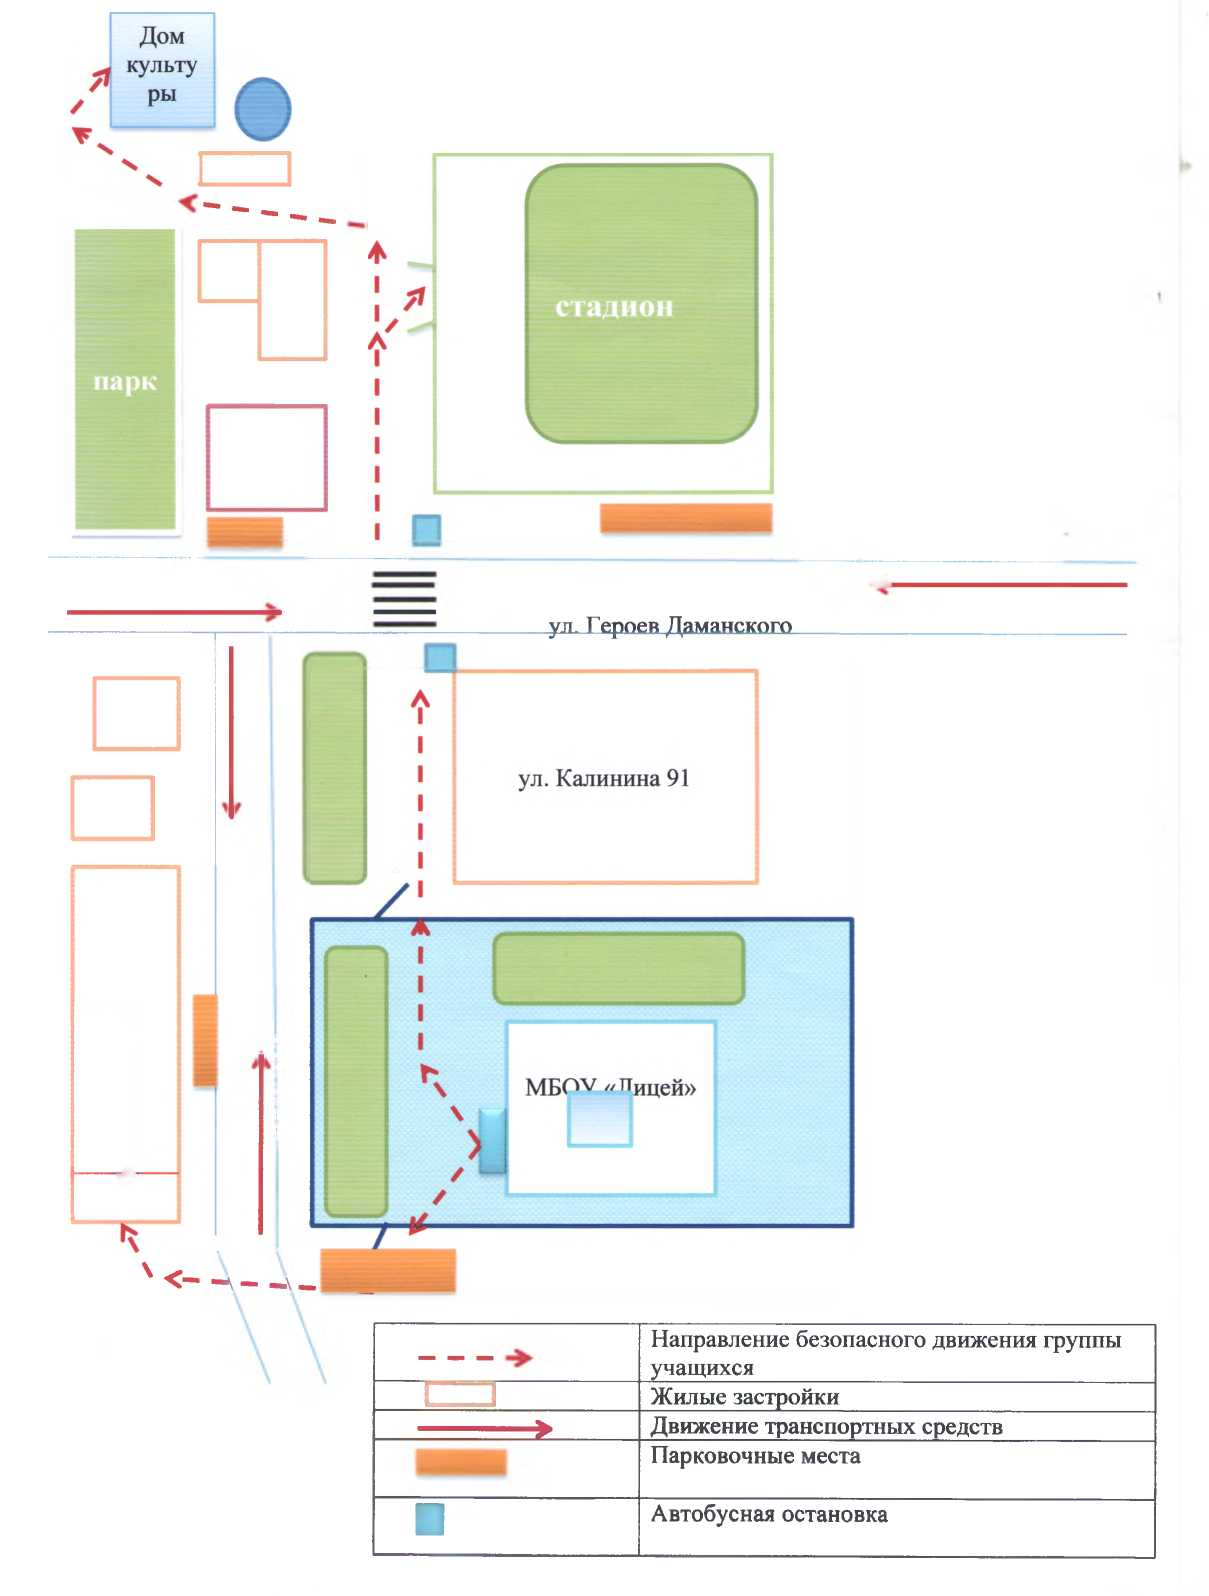 Дом
культу
ры
стадион
парк
ул. Героев Даманского
ул. Калинина 91
МБОУ «Лицей»
Направление безопасного движения группы
учащихся
Жилые застройки
Движение транспортных средств
Парковочные места
Автобусная остановка